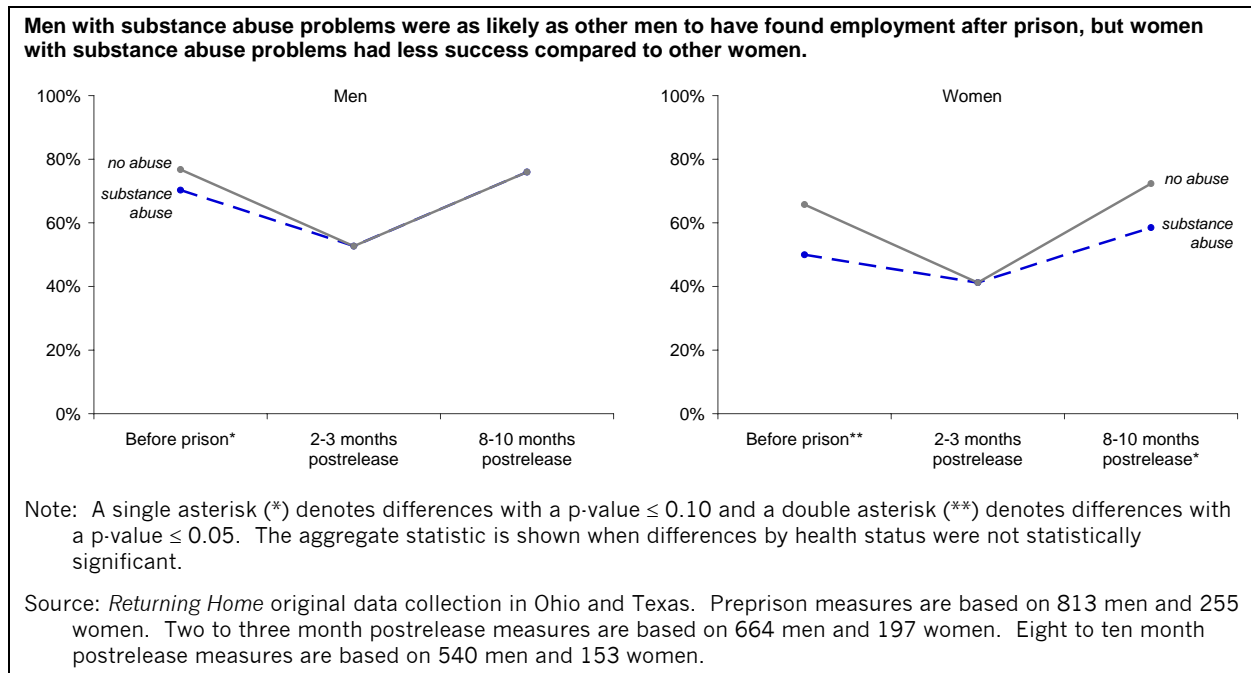 Men with substance abuse problems were as likely as other men to have found employment after prison, but women
with substance abuse problems had less success compared to other women.
Men
100%
80%
60%
40%
20%
0%
no abuse
substance
abuse
Before prison*
2-3 months
postrelease
8-10 months
postrelease
Women
100%
80%
60%
40%
20%
0%
no abuse
substance
abuse
Before prison**
2-3 months
postrelease
8-10 months
postrelease*
Note: A single asterisk (*) denotes differences with a p-value ≤ 0.10 and a double asterisk (**) denotes differences with
a p-value ≤ 0.05. The aggregate statistic is shown when differences by health status were not statistically
significant.
Source: Returning Home original data collection in Ohio and Texas. Preprison measures are based on 813 men and 255
women. Two to three month postrelease measures are based on 664 men and 197 women. Eight to ten month
postrelease measures are based on 540 men and 153 women.